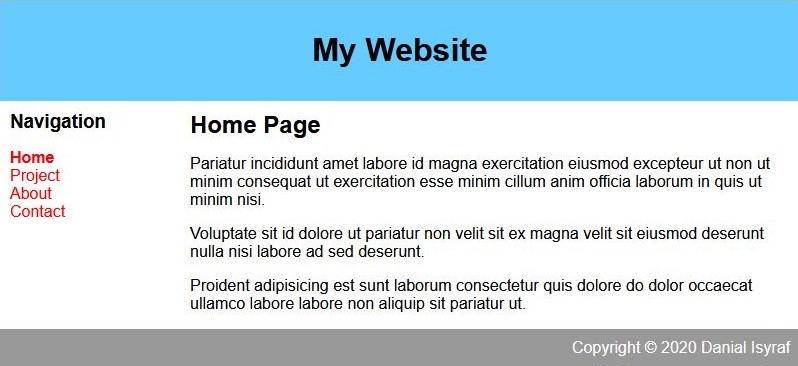 My Website
Navigation
Home
Project
About
Contact
Home Page
Pariatur incididunt amet labore id magna exercitation eiusmod excepteur ut non ut
minim consequat ut exercitation esse minim cillum anim officia laborum in quis ut
minim nisi.
Voluptate sit id dolore ut pariatur non velit sit ex magna velit sit eiusmod deserunt
nulla nisi labore ad sed deserunt.
Proident adipisicing est sunt laborum consectetur quis dolore do dolor occaecat
ullamco labore labore non aliquip sit pariatur ut.
Copyright © 2020 Danial Isyraf